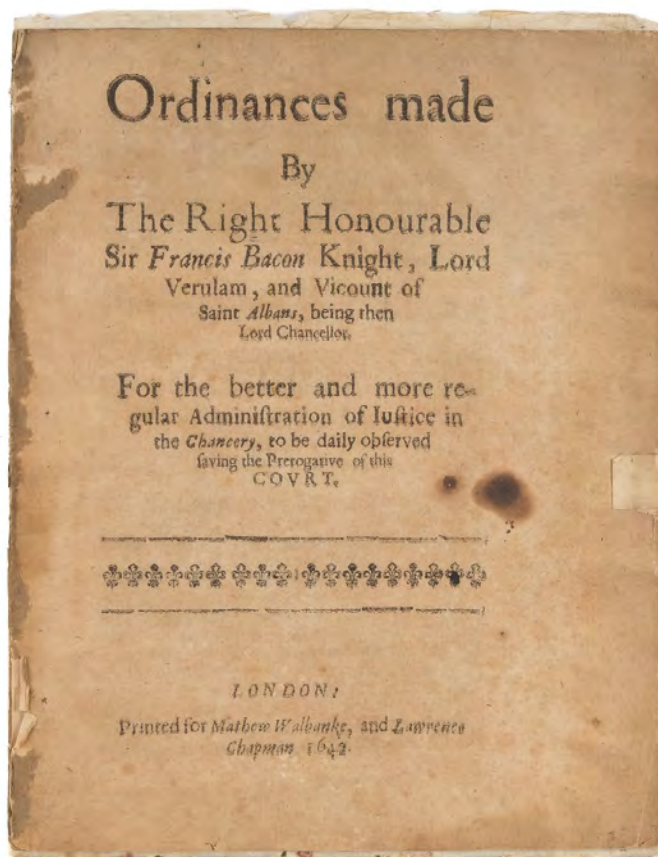 Ordinances made
By
The Right Honourable
Sir Francis Bacon Knight, Lord
Verulam, and Vicount of
Saint Albans, being then
Lord Chancellor.
For the better and more re-
gular Adminiſtration of Iuſtice in
the Chancery, to be daily obſerved
ſaving the Prerogative of this
COVRT.
LONDON:
Printed for Mathew Walbanke, and Lawrence
Chapman 1642.